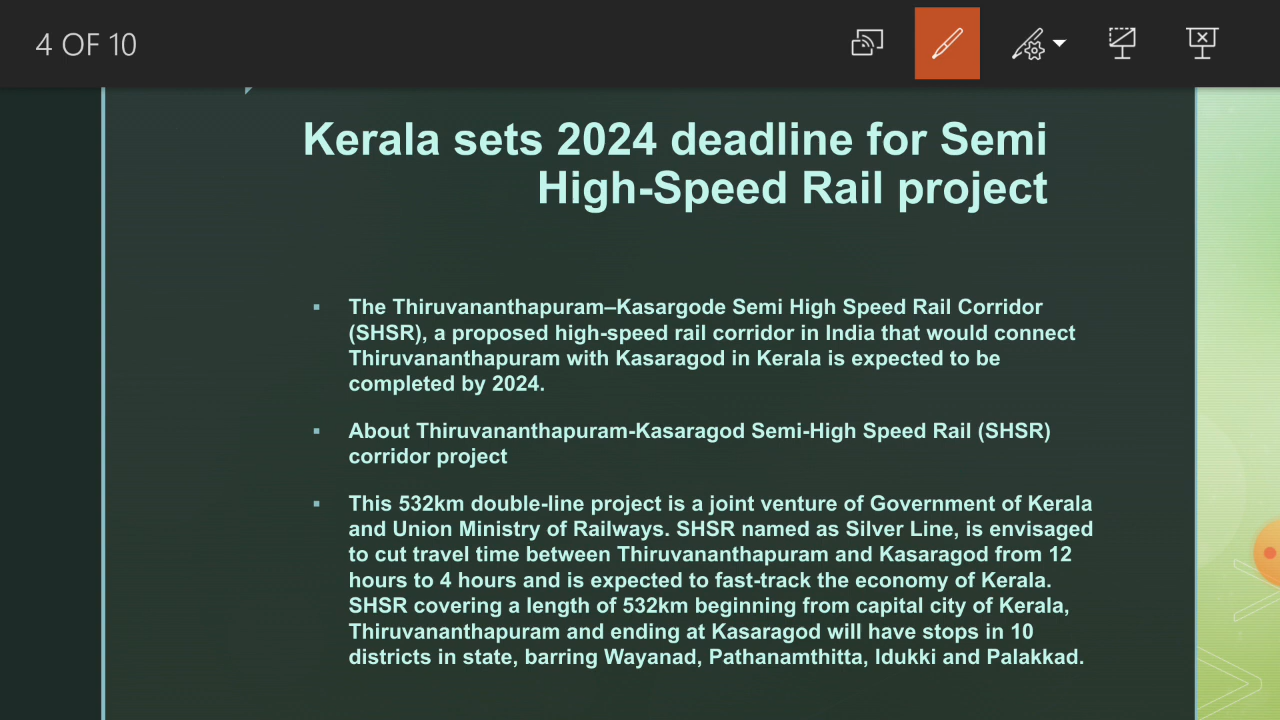 4 OF 10
Kerala sets 2024 deadline for Semi
High-Speed Rail project
▪ The Thiruvananthapuram–Kasargode Semi High Speed Rail Corridor
(SHSR), a proposed high-speed rail corridor in India that would connect
Thiruvananthapuram with Kasaragod in Kerala is expected to be
completed by 2024.
▪ About Thiruvananthapuram-Kasaragod Semi-High Speed Rail (SHSR)
corridor project
▪ This 532km double-line project is a joint venture of Government of Kerala
and Union Ministry of Railways. SHSR named as Silver Line, is envisaged
to cut travel time between Thiruvananthapuram and Kasaragod from 12
hours to 4 hours and is expected to fast-track the economy of Kerala.
SHSR covering a length of 532km beginning from capital city of Kerala,
Thiruvananthapuram and ending at Kasaragod will have stops in 10
districts in state, barring Wayanad, Pathanamthitta, Idukki and Palakkad.